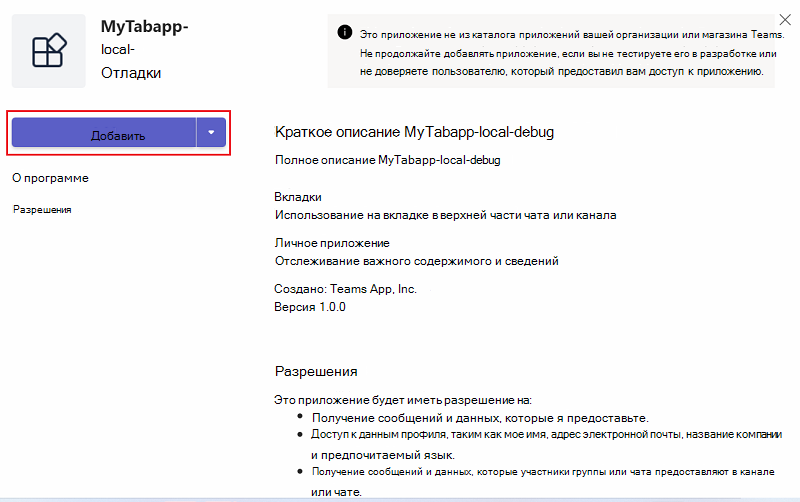 MyTabapp-
local-
Отладки
Это приложение не из каталога приложений вашей организации или магазина Teams.
Не продолжайте добавлять приложение, если вы не тестируете его в разработке или
не доверяете пользователю, который предоставил вам доступ к приложению.
Добавить
О программе
Разрешения
Краткое описание MyTabapp-local-debug
Полное описание MyTabapp-local-debug
Вкладки
Использование на вкладке в верхней части чата или канала
Личное приложение
Отслеживание важного содержимого и сведений
Создано: Teams App, Inc.
Версия 1.0.0
Разрешения
Это приложение будет иметь разрешение на:
• Получение сообщений и данных, которые я предоставьте.
• Доступ к данным профиля, таким как мое имя, адрес электронной почты, название компании
и предпочитаемый язык.
• Получение сообщений и данных, которые участники группы или чата предоставляют в канале
или чате.